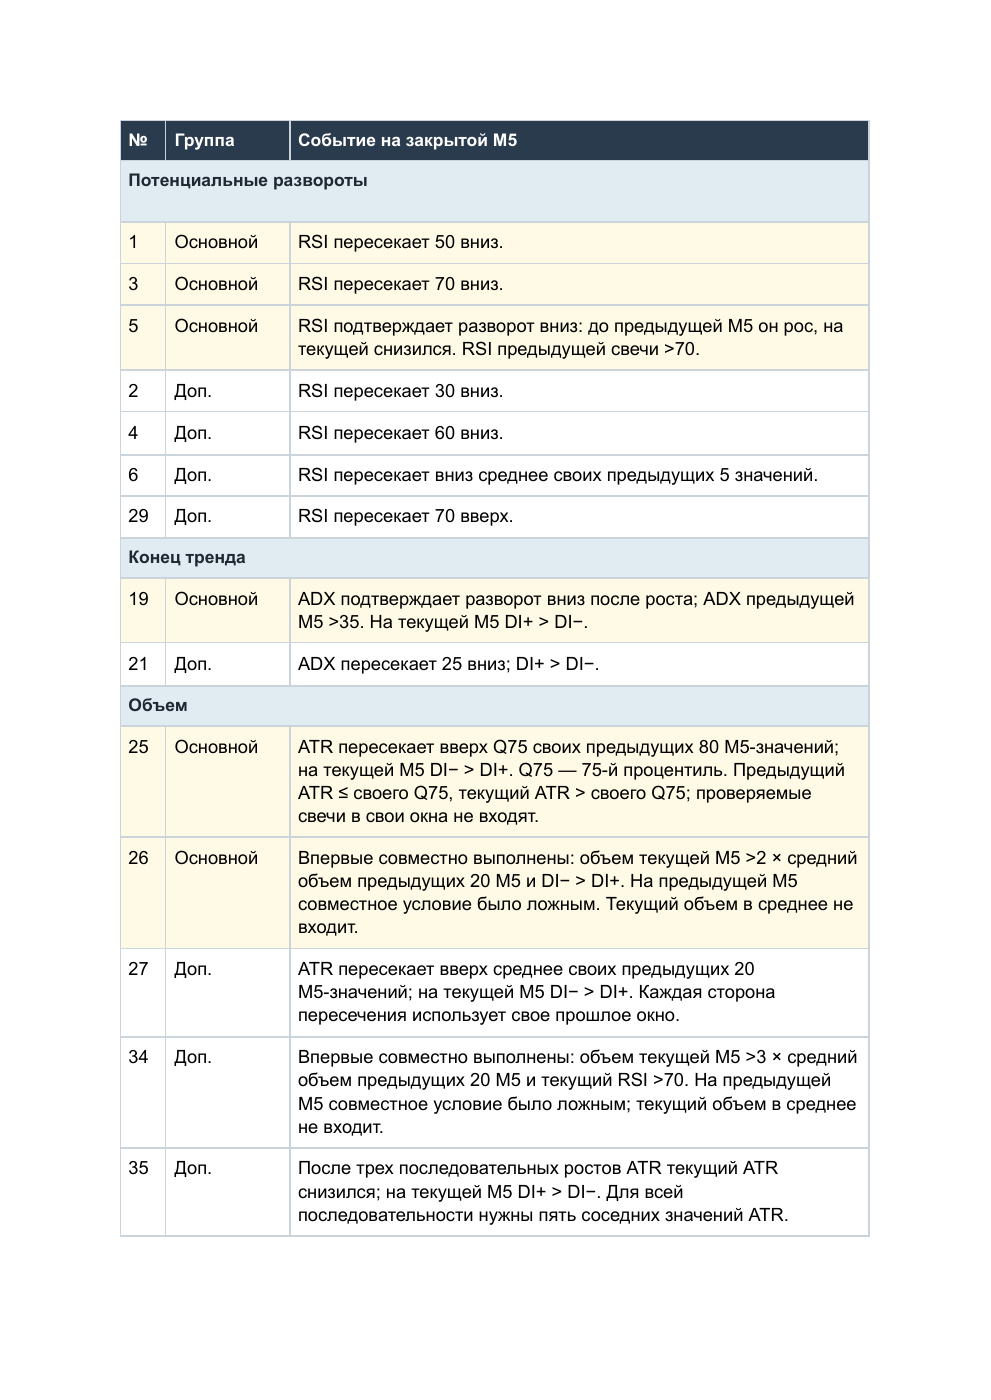 № Группа Событие на закрытой M5
Потенциальные развороты
1 Основной RSI пересекает 50 вниз.
3 Основной RSI пересекает 70 вниз.
5 Основной RSI подтверждает разворот вниз: до предыдущей M5 он рос, на
текущей снизился. RSI предыдущей свечи >70.
2 Доп. RSI пересекает 30 вниз.
4 Доп. RSI пересекает 60 вниз.
6 Доп. RSI пересекает вниз среднее своих предыдущих 5 значений.
29 Доп. RSI пересекает 70 вверх.
Конец тренда
19 Основной ADX подтверждает разворот вниз после роста; ADX предыдущей
M5 >35. На текущей M5 DI+ > DI−.
21 Доп. ADX пересекает 25 вниз; DI+ > DI−.
Объем
25 Основной ATR пересекает вверх Q75 своих предыдущих 80 M5-значений;
на текущей M5 DI− > DI+. Q75 — 75-й процентиль. Предыдущий
ATR ≤ своего Q75, текущий ATR > своего Q75; проверяемые
свечи в свои окна не входят.
26 Основной Впервые совместно выполнены: объем текущей M5 >2 × средний
объем предыдущих 20 M5 и DI− > DI+. На предыдущей M5
совместное условие было ложным. Текущий объем в среднее не
входит.
27 Доп. ATR пересекает вверх среднее своих предыдущих 20
M5-значений; на текущей M5 DI− > DI+. Каждая сторона
пересечения использует свое прошлое окно.
34 Доп. Впервые совместно выполнены: объем текущей M5 >3 × средний
объем предыдущих 20 M5 и текущий RSI >70. На предыдущей
M5 совместное условие было ложным; текущий объем в среднее
не входит.
35 Доп. После трех последовательных ростов ATR текущий ATR
снизился; на текущей M5 DI+ > DI−. Для всей
последовательности нужны пять соседних значений ATR.